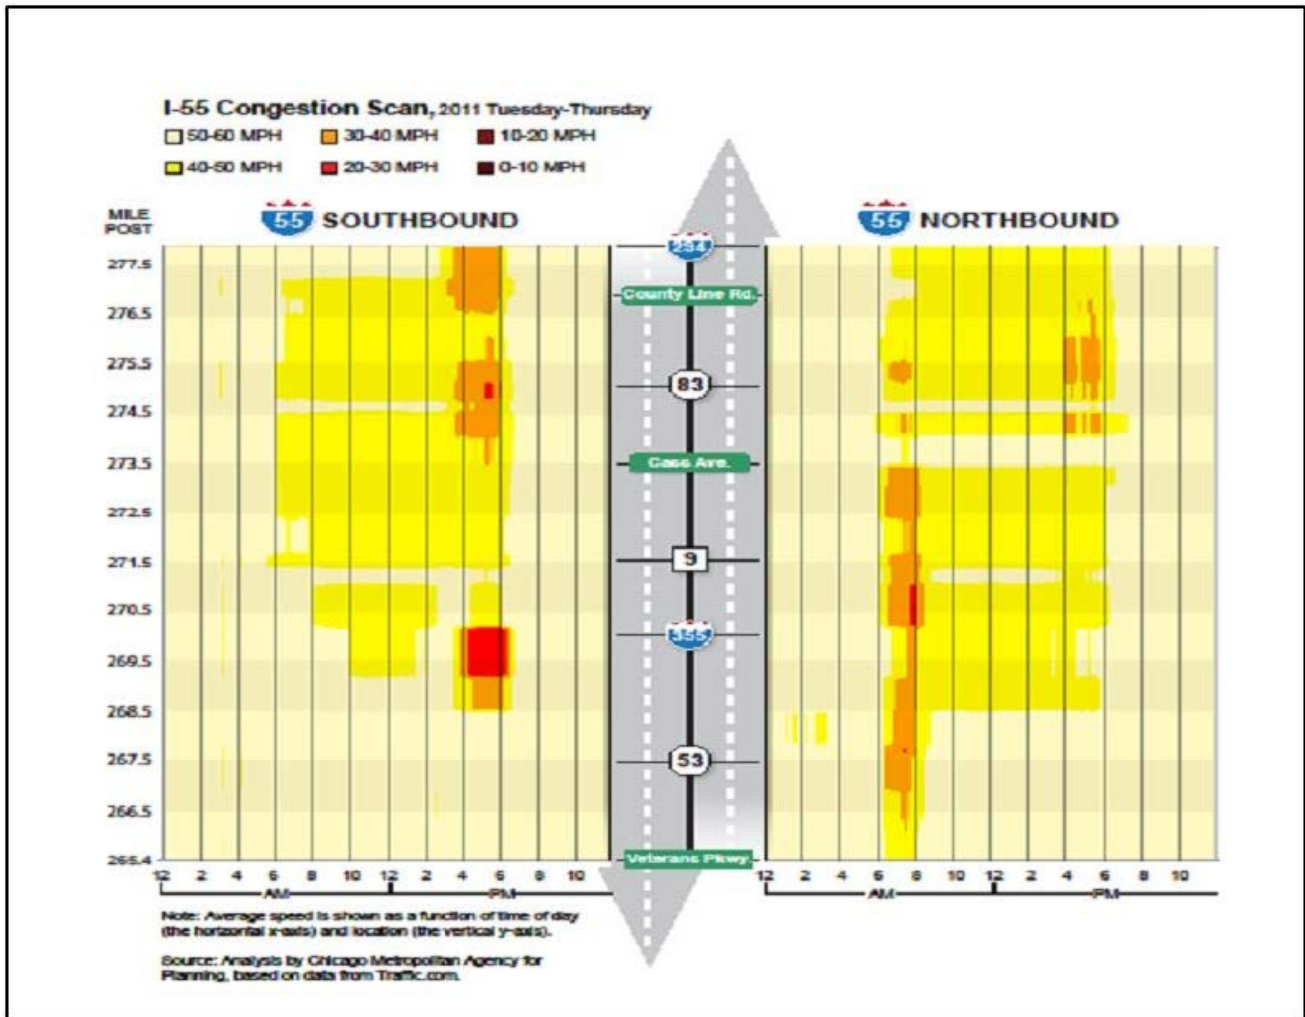 I-55 Congestion Scan, 2011 Tuesday-Thursday
50-60 MPH
30-40 MPH
10-20 MPH
40-50 MPH
20-30 MPH
0-10 MPH
MILE
POST
55 SOUTHBOUND
55 NORTHBOUND
277.5
276.5
275.5
274.5
273.5
272.5
271.5
270.5
269.5
268.5
267.5
266.5
265.4
294
County Line Rd.
83
Cass Ave.
9
355
53
Veterans Pkwy.
12 2 4 6 8 10 12 2 4 6 8 10
AM PM
12 2 4 6 8 10 12 2 4 6 8 10
AM PM
Note: Average speed is shown as a function of time of day
(the horizontal x-axis) and location (the vertical y-axis).
Source: Analysis by Chicago Metropolitan Agency for
Planning, based on data from Traffic.com.